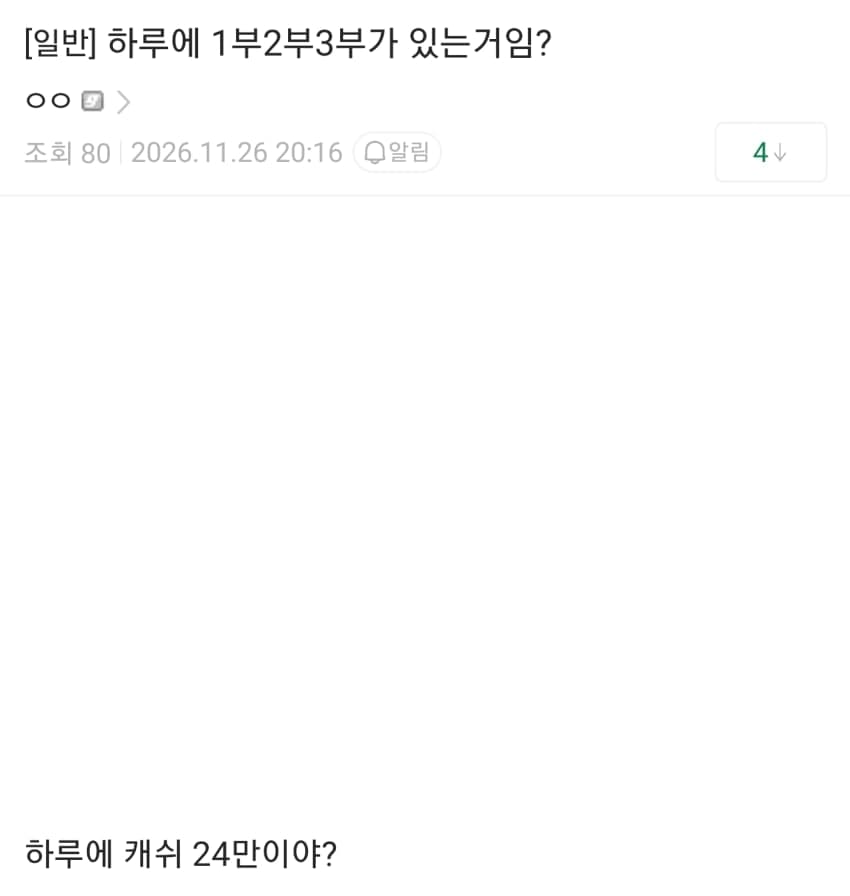 [일반] 하루에 1부2부3부가 있는거임?
ㅇㅇ
조회 80 2026.11.26 20:16 알림
4↓
하루에 캐쉬 24만이야?